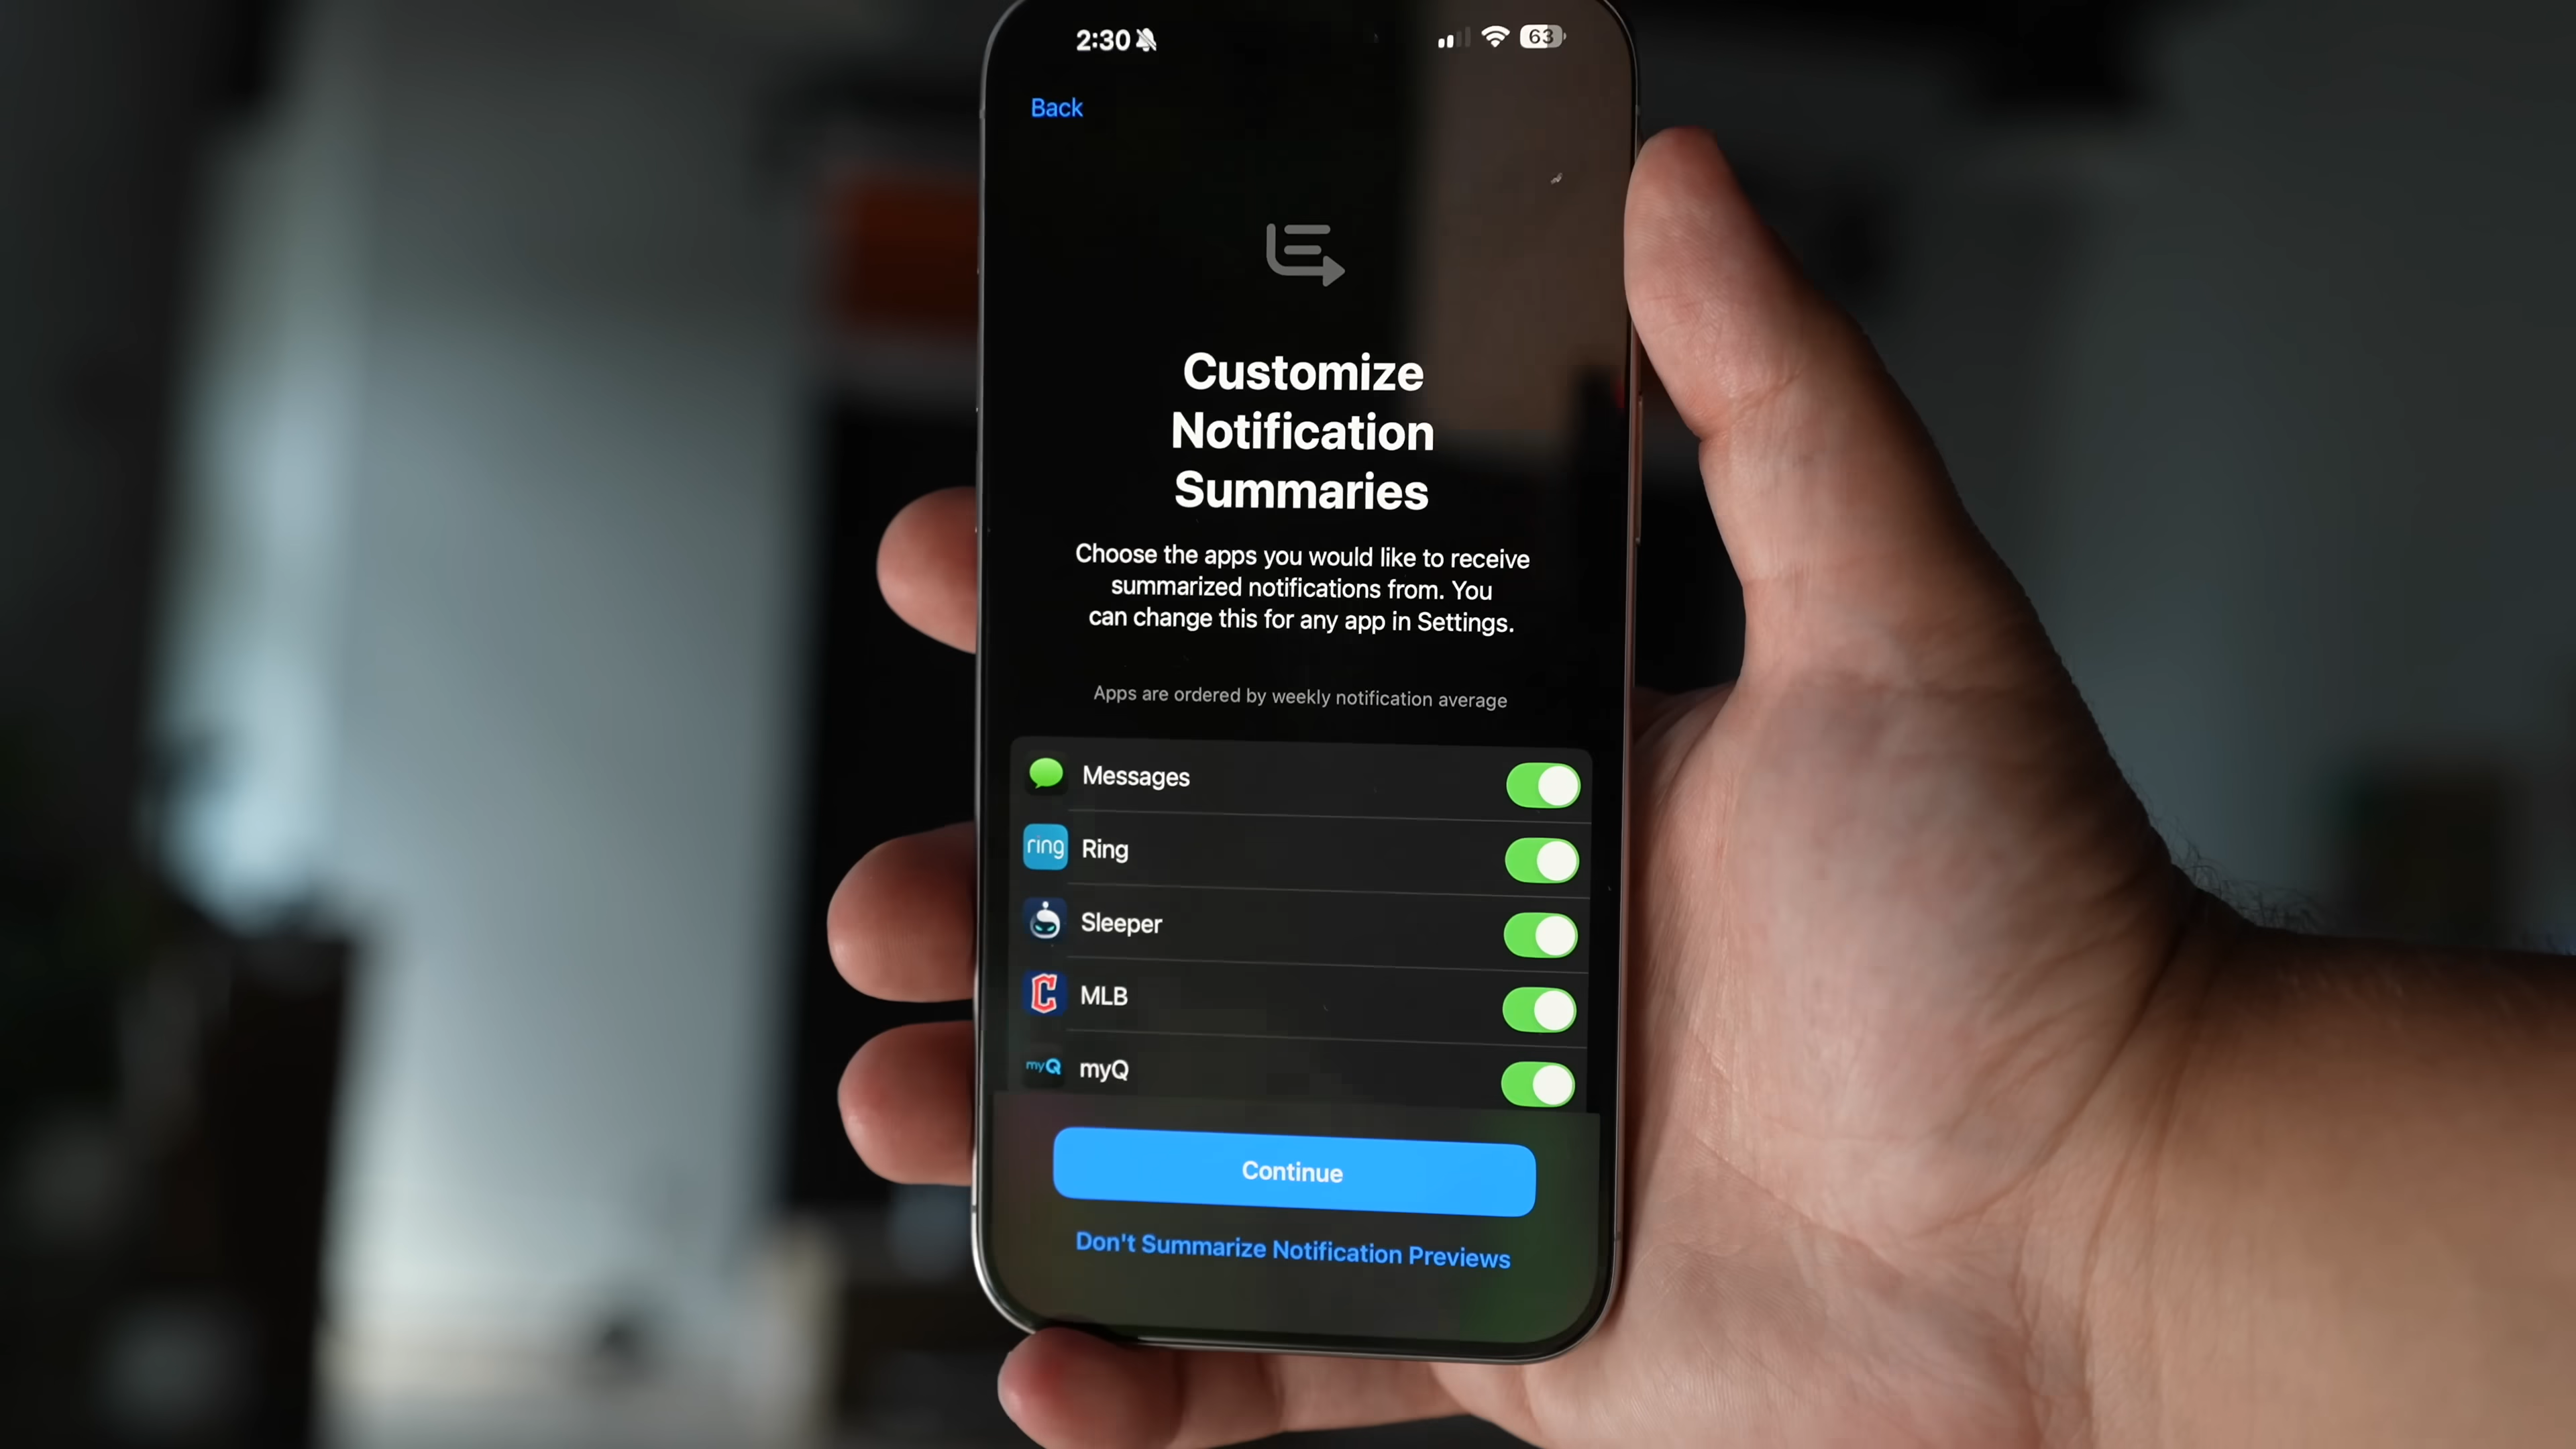 2:30
63
Back
Customize
Notification
Summaries
Choose the apps you would like to receive
summarized notifications from. You
can change this for any app in Settings.
Apps are ordered by weekly notification average
Messages
ring Ring
Sleeper
C MLB
myQ myQ
Continue
Don't Summarize Notification Previews